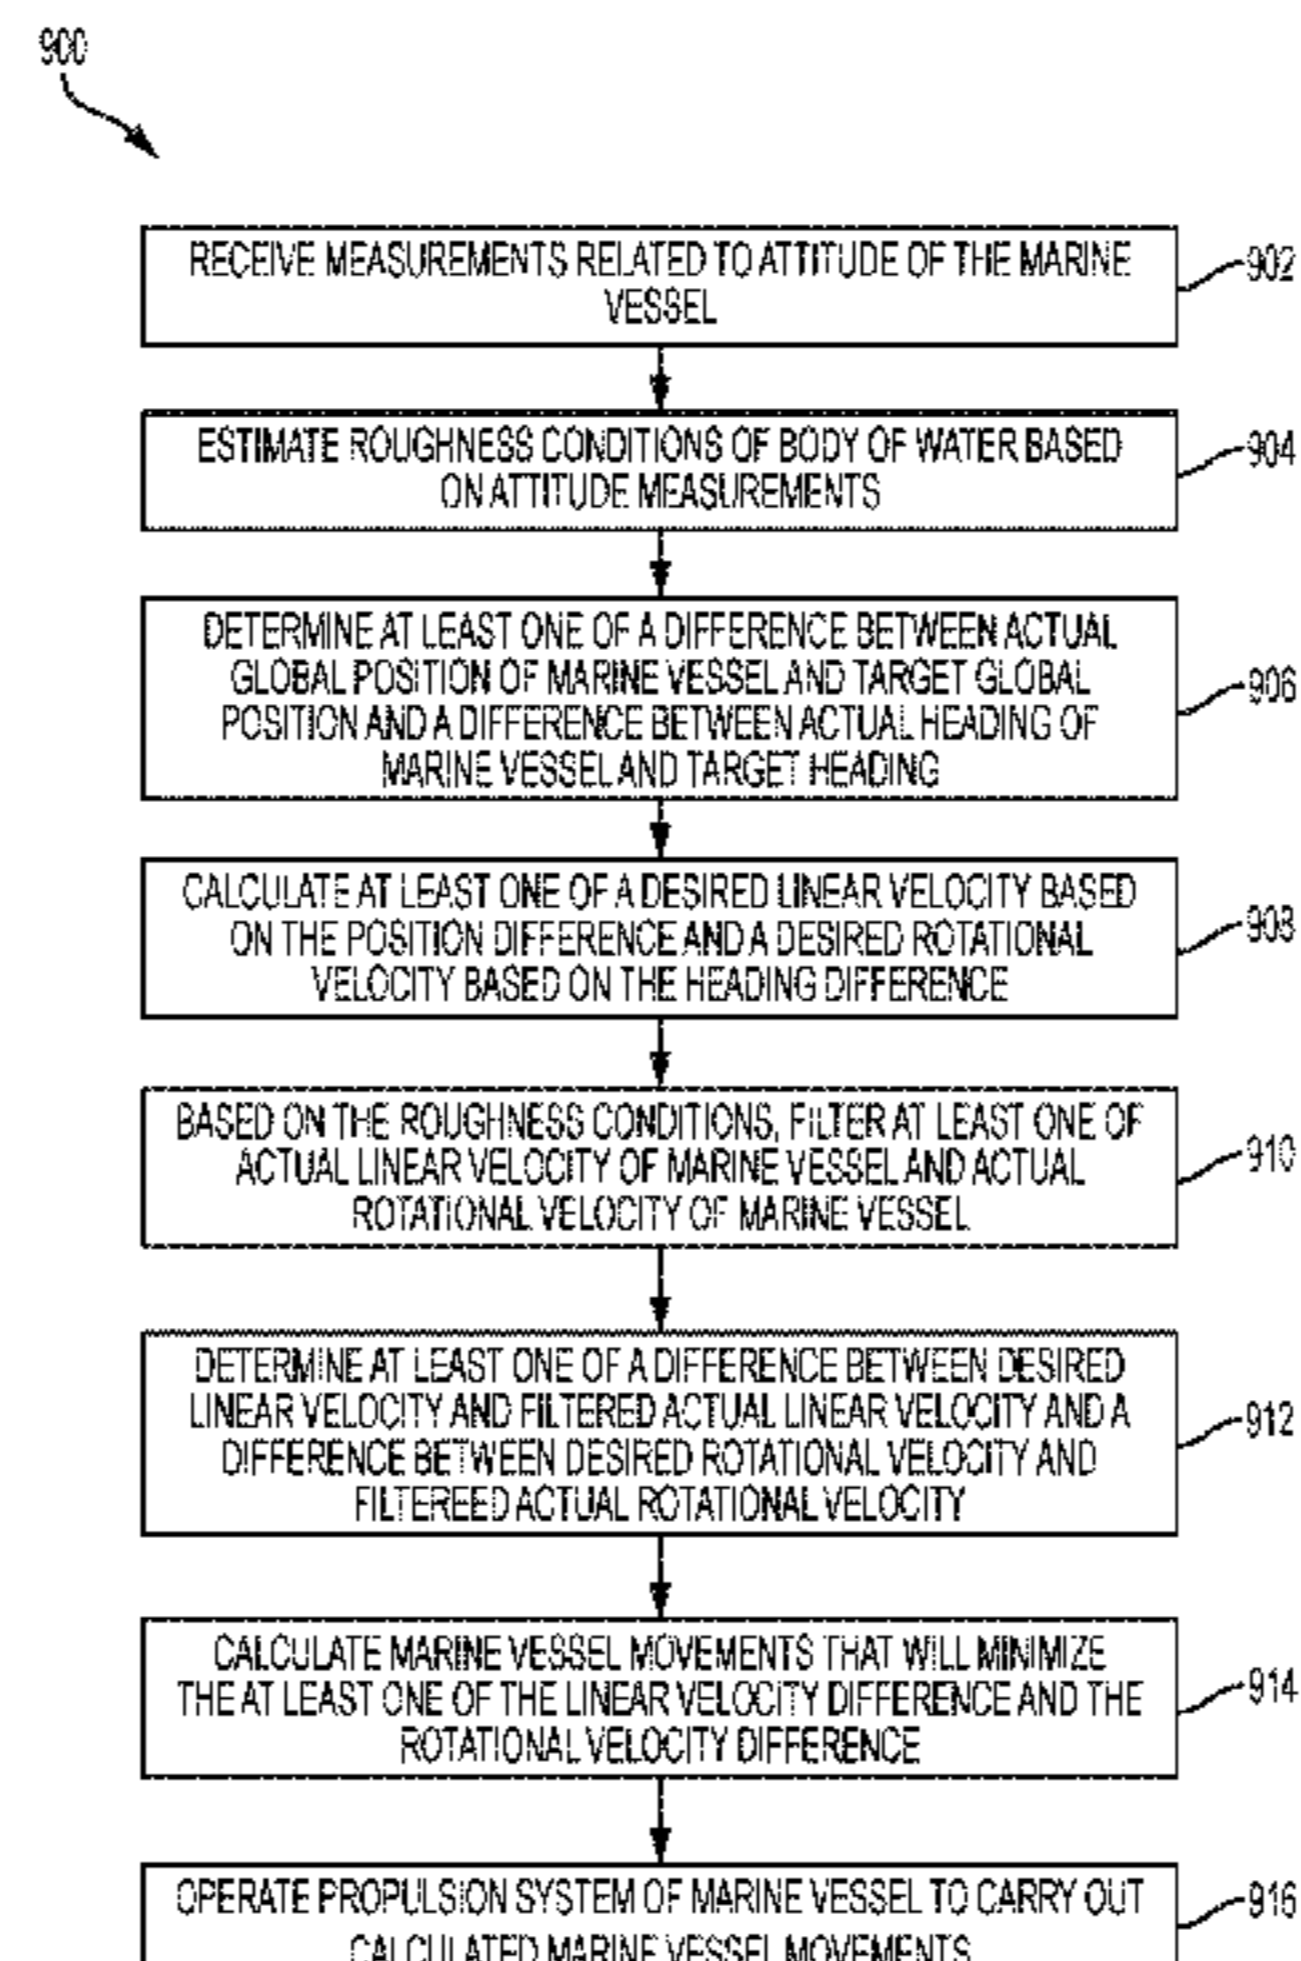 900
RECEIVE MEASUREMENTS RELATED TO ATTITUDE OF THE MARINE
VESSEL
902
ESTIMATE ROUGHNESS CONDITIONS OF BODY OF WATER BASED
ON ATTITUDE MEASUREMENTS
904
DETERMINE AT LEAST ONE OF A DIFFERENCE BETWEEN ACTUAL
GLOBAL POSITION OF MARINE VESSEL AND TARGET GLOBAL
POSITION AND A DIFFERENCE BETWEEN ACTUAL HEADING OF
MARINE VESSEL AND TARGET HEADING
906
CALCULATE AT LEAST ONE OF A DESIRED LINEAR VELOCITY BASED
ON THE POSITION DIFFERENCE AND A DESIRED ROTATIONAL
VELOCITY BASED ON THE HEADING DIFFERENCE
908
BASED ON THE ROUGHNESS CONDITIONS, FILTER AT LEAST ONE OF
ACTUAL LINEAR VELOCITY OF MARINE VESSEL AND ACTUAL
ROTATIONAL VELOCITY OF MARINE VESSEL
910
DETERMINE AT LEAST ONE OF A DIFFERENCE BETWEEN DESIRED
LINEAR VELOCITY AND FILTERED ACTUAL LINEAR VELOCITY AND A
DIFFERENCE BETWEEN DESIRED ROTATIONAL VELOCITY AND
FILTEREED ACTUAL ROTATIONAL VELOCITY
912
CALCULATE MARINE VESSEL MOVEMENTS THAT WILL MINIMIZE
THE AT LEAST ONE OF THE LINEAR VELOCITY DIFFERENCE AND THE
ROTATIONAL VELOCITY DIFFERENCE
914
OPERATE PROPULSION SYSTEM OF MARINE VESSEL TO CARRY OUT
CALCULATED MARINE VESSEL MOVEMENTS
916